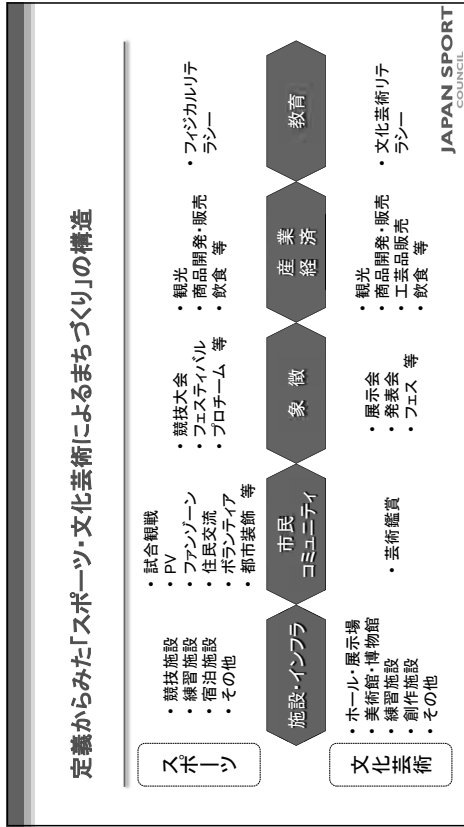 定義からみた「スポーツ・文化芸術によるまちづくり」の構造
スポーツ
・競技施設
・練習施設
・宿泊施設
・その他
・試合観戦
・PV
・ファンゾーン
・住民交流
・ボランティア
・都市装飾 等
・競技大会
・フェスティバル
・プロチーム 等
・観光
・商品開発・販売
・飲食 等
・フィジカルリテ
ラシー
施設・インフラ
市民
コミュニティ
象 徴
産 業
経 済
教育
文化芸術
・ホール・展示場
・美術館・博物館
・練習施設
・創作施設
・その他
・芸術鑑賞
・展示会
・発表会
・フェス 等
・観光
・商品開発・販売
・工芸品販売
・飲食 等
・文化芸術リテ
ラシー
JAPAN SPORT
COUNCIL